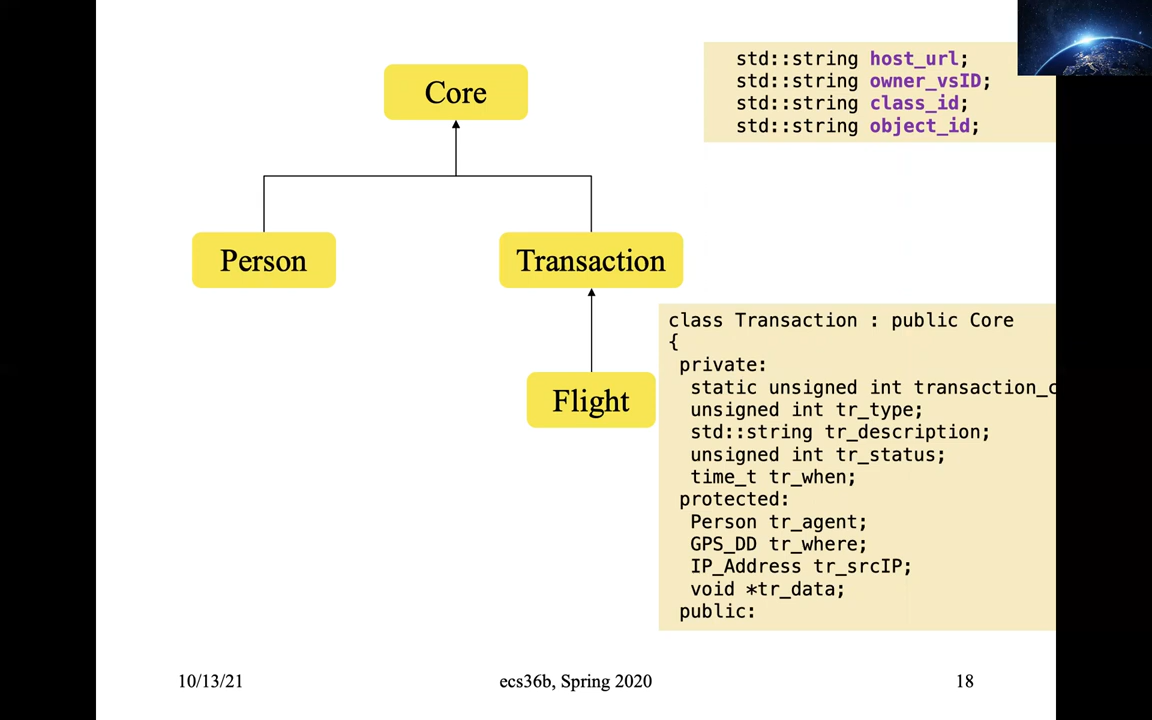 Core
std::string host_url;
std::string owner_vsID;
std::string class_id;
std::string object_id;
Person
Transaction
Flight
class Transaction : public Core
{
private:
static unsigned int transaction_c
unsigned int tr_type;
std::string tr_description;
unsigned int tr_status;
time_t tr_when;
protected:
Person tr_agent;
GPS_DD tr_where;
IP_Address tr_srcIP;
void *tr_data;
public:
10/13/21
ecs36b, Spring 2020
18